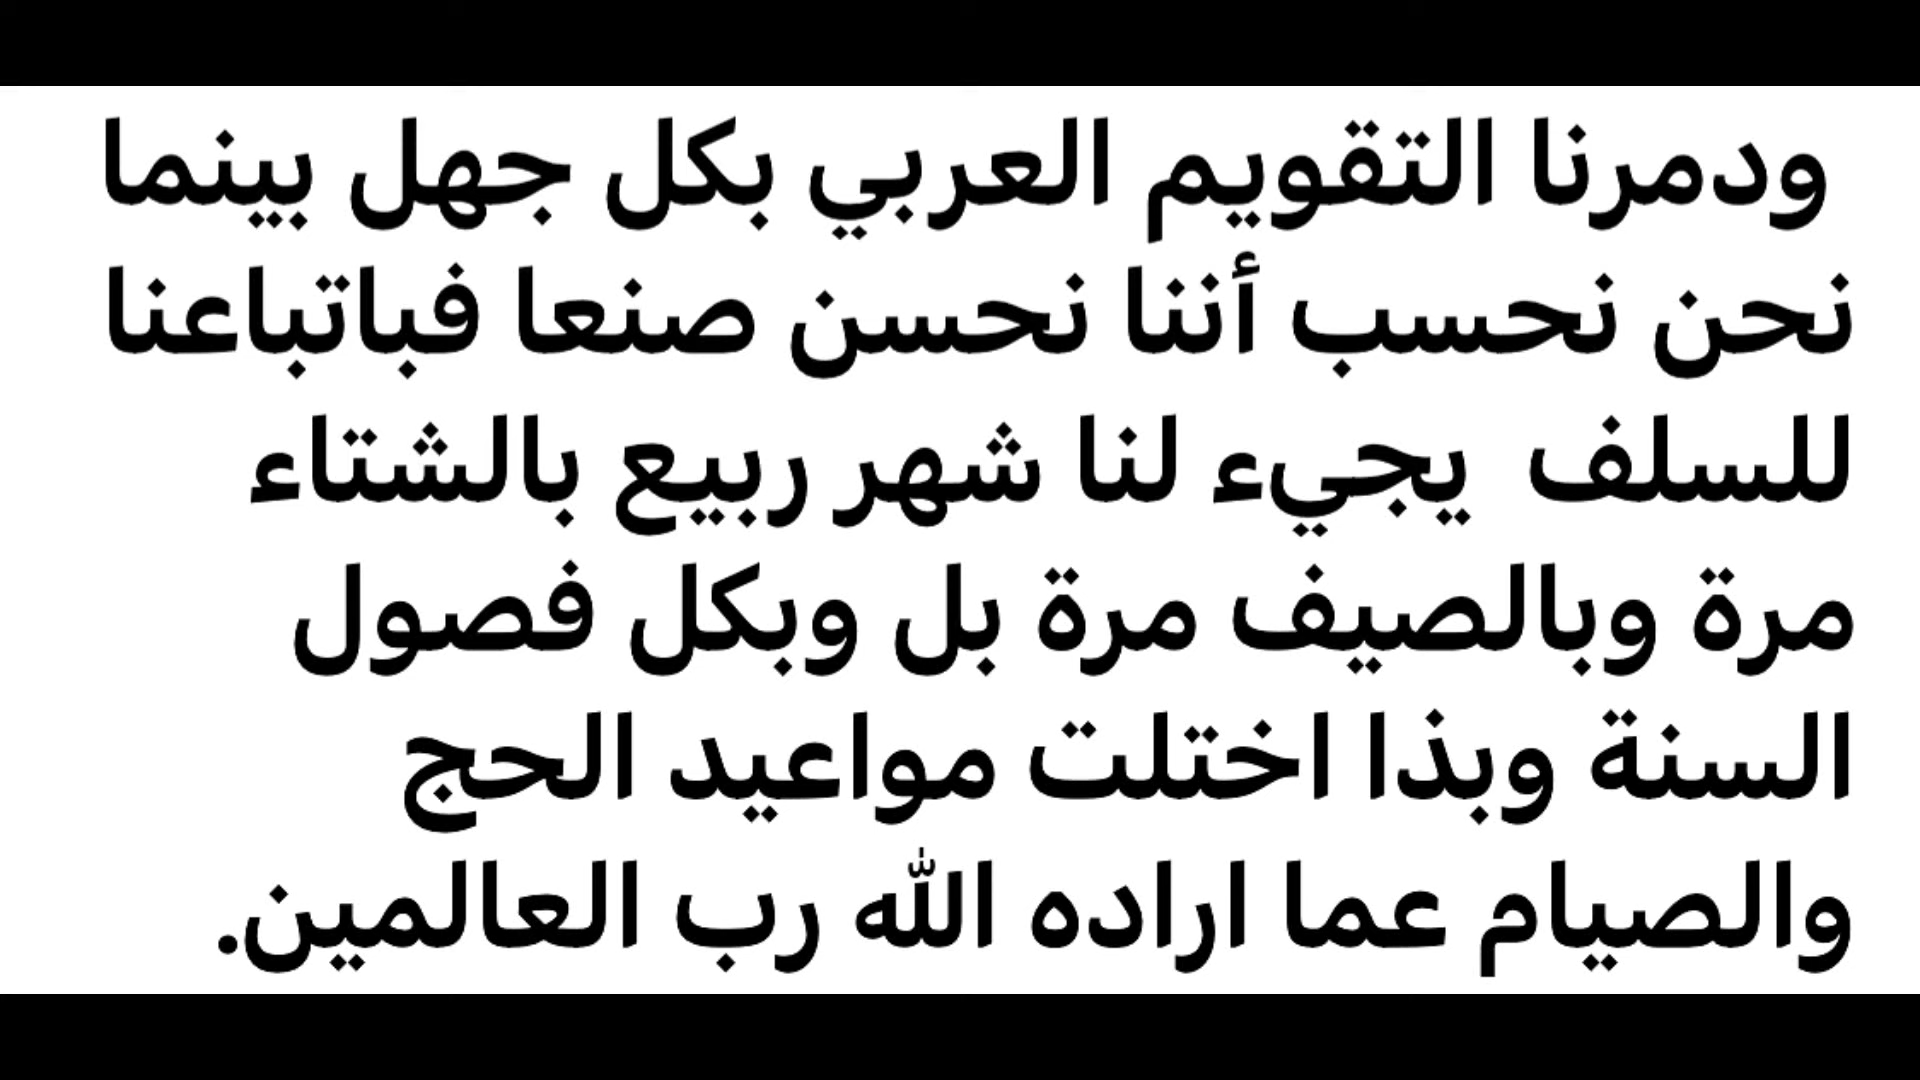 ودمرنا التقويم العربي بكل جهل بينما
نحن نحسب أننا نحسن صنعا فباتباعنا
للسلف يجيء لنا شهر ربيع بالشتاء
مرة وبالصيف مرة بل وبكل فصول
السنة وبذا اختلت مواعيد الحج
والصيام عما اراده الله رب العالمين.